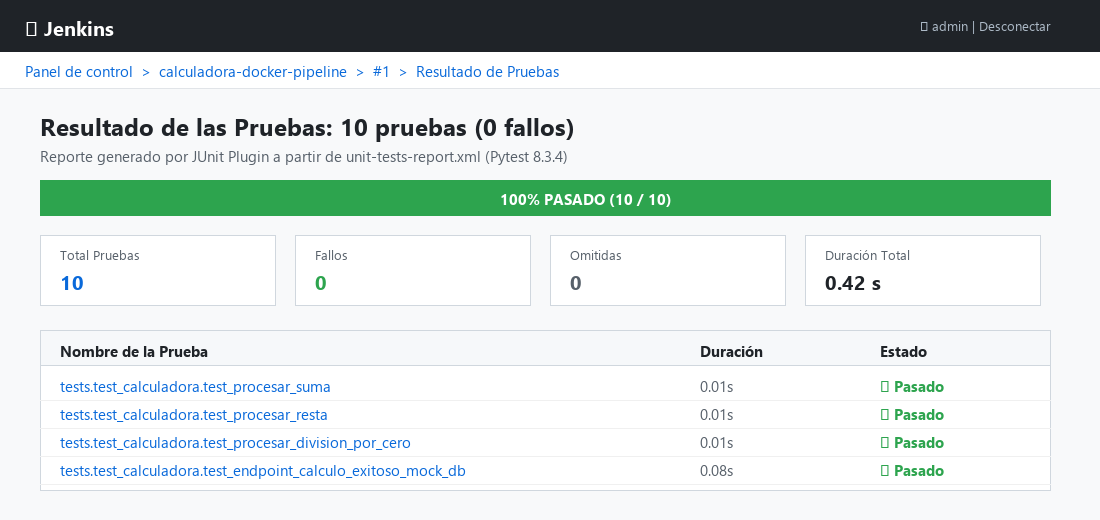 Jenkins
admin | Desconectar
Panel de control > calculadora-docker-pipeline > #1 > Resultado de Pruebas
Resultado de las Pruebas: 10 pruebas (0 fallos)
Reporte generado por JUnit Plugin a partir de unit-tests-report.xml (Pytest 8.3.4)
100% PASADO (10 / 10)
Total Pruebas
10
Fallos
0
Omitidas
0
Duración Total
0.42 s
Nombre de la Prueba Duración Estado
tests.test_calculadora.test_procesar_suma 0.01s Pasado
tests.test_calculadora.test_procesar_resta 0.01s Pasado
tests.test_calculadora.test_procesar_division_por_cero 0.01s Pasado
tests.test_calculadora.test_endpoint_calculo_exitoso_mock_db 0.08s Pasado